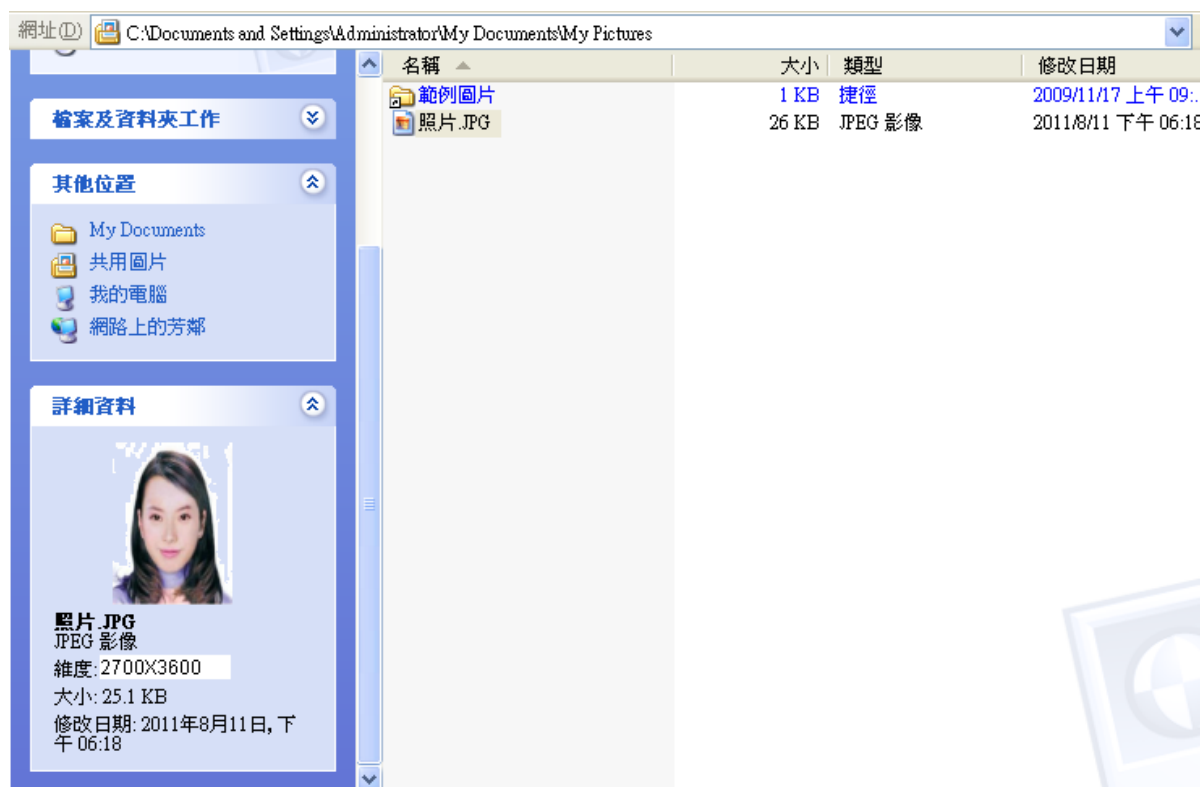 網址(D) C:\Documents and Settings\Administrator\My Documents\My Pictures
名稱 大小 類型 修改日期
範例圖片 1 KB 捷徑 2009/11/17 上午 09:..
照片.JPG 26 KB JPEG 影像 2011/8/11 下午 06:18
檔案及資料夾工作
其他位置
My Documents
共用圖片
我的電腦
網路上的芳鄰
詳細資料
照片.JPG
JPEG 影像
維度: 2700X3600
大小: 25.1 KB
修改日期: 2011年8月11日, 下
午 06:18